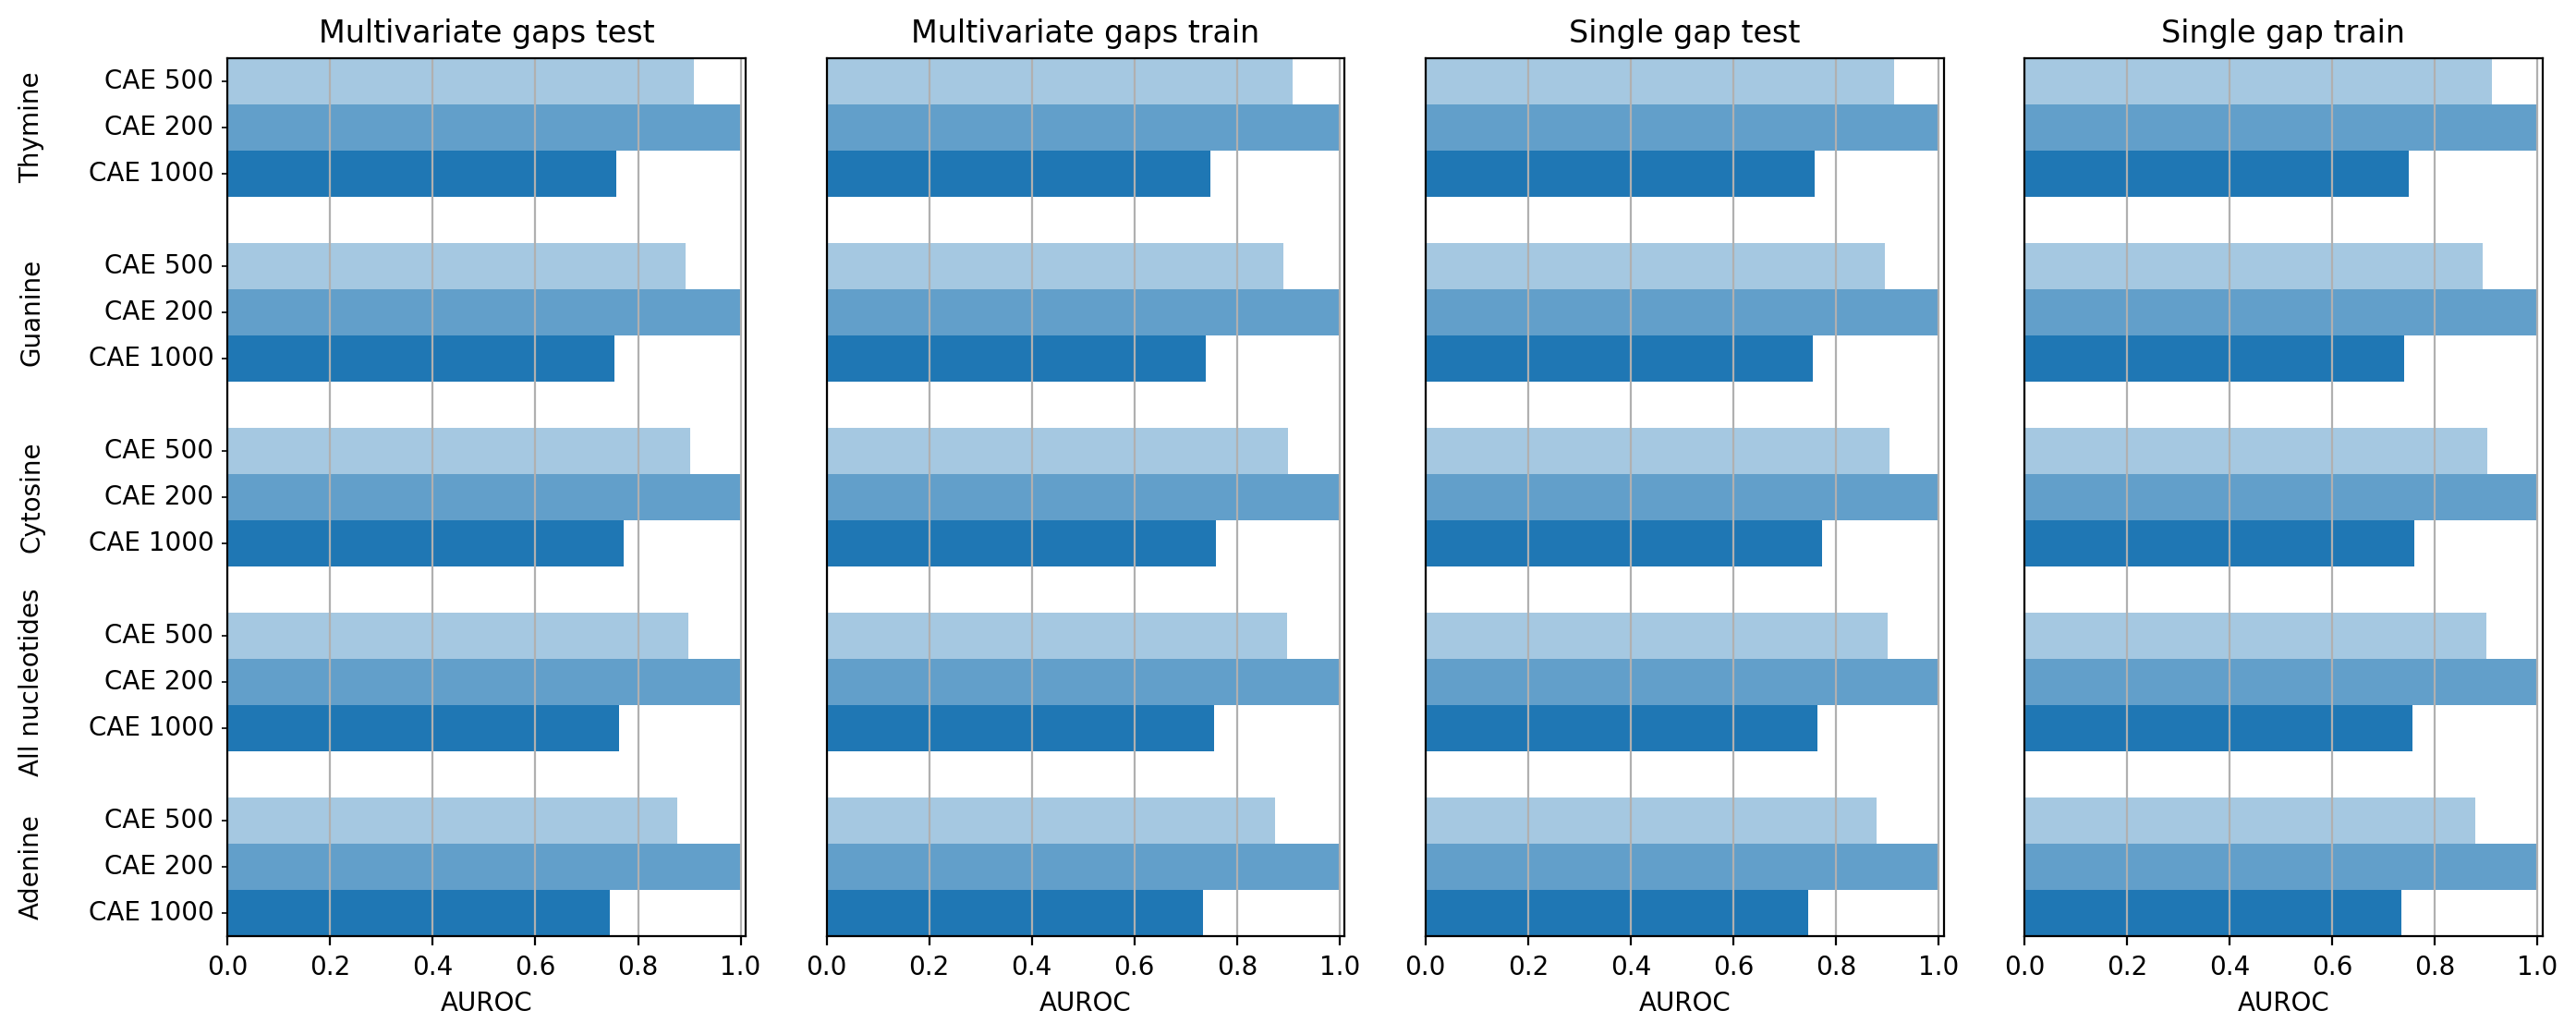 Multivariate gaps test
Multivariate gaps train
Single gap test
Single gap train
Thymine
CAE 500
CAE 200
CAE 1000
Guanine
CAE 500
CAE 200
CAE 1000
Cytosine
CAE 500
CAE 200
CAE 1000
All nucleotides
CAE 500
CAE 200
CAE 1000
Adenine
CAE 500
CAE 200
CAE 1000
0.0 0.2 0.4 0.6 0.8 1.0
0.0 0.2 0.4 0.6 0.8 1.0
0.0 0.2 0.4 0.6 0.8 1.0
0.0 0.2 0.4 0.6 0.8 1.0
AUROC
AUROC
AUROC
AUROC